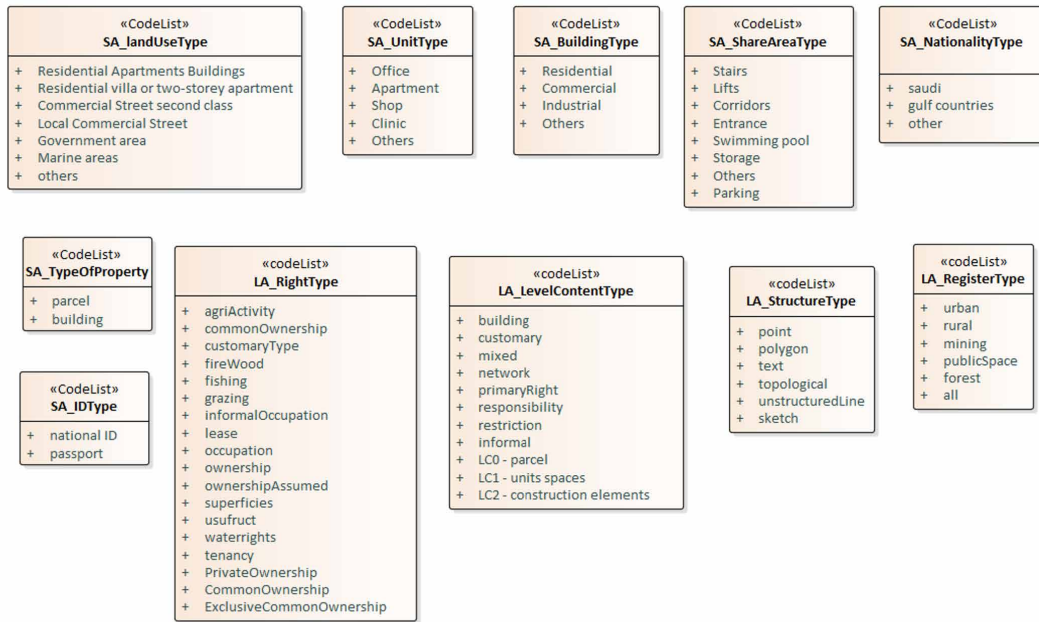 «CodeList»
SA_landUseType
+ Residential Apartments Buildings
+ Residential villa or two-storey apartment
+ Commercial Street second class
+ Local Commercial Street
+ Government area
+ Marine areas
+ others
«CodeList»
SA_UnitType
+ Office
+ Apartment
+ Shop
+ Clinic
+ Others
«CodeList»
SA_BuildingType
+ Residential
+ Commercial
+ Industrial
+ Others
«CodeList»
SA_ShareAreaType
+ Stairs
+ Lifts
+ Corridors
+ Entrance
+ Swimming pool
+ Storage
+ Others
+ Parking
«CodeList»
SA_NationalityType
+ saudi
+ gulf countries
+ other
«CodeList»
SA_TypeOfProperty
+ parcel
+ building
«CodeList»
SA_IDType
+ national ID
+ passport
«codeList»
LA_RightType
+ agriActivity
+ commonOwnership
+ customaryType
+ fireWood
+ fishing
+ grazing
+ informalOccupation
+ lease
+ occupation
+ ownership
+ ownershipAssumed
+ superficies
+ usufruct
+ waterrights
+ tenancy
+ PrivateOwnership
+ CommonOwnership
+ ExclusiveCommonOwnership
«codeList»
LA_LevelContentType
+ building
+ customary
+ mixed
+ network
+ primaryRight
+ responsibility
+ restriction
+ informal
+ LC0 - parcel
+ LC1 - units spaces
+ LC2 - construction elements
«codeList»
LA_StructureType
+ point
+ polygon
+ text
+ topological
+ unstructuredLine
+ sketch
«codeList»
LA_RegisterType
+ urban
+ rural
+ mining
+ publicSpace
+ forest
+ all